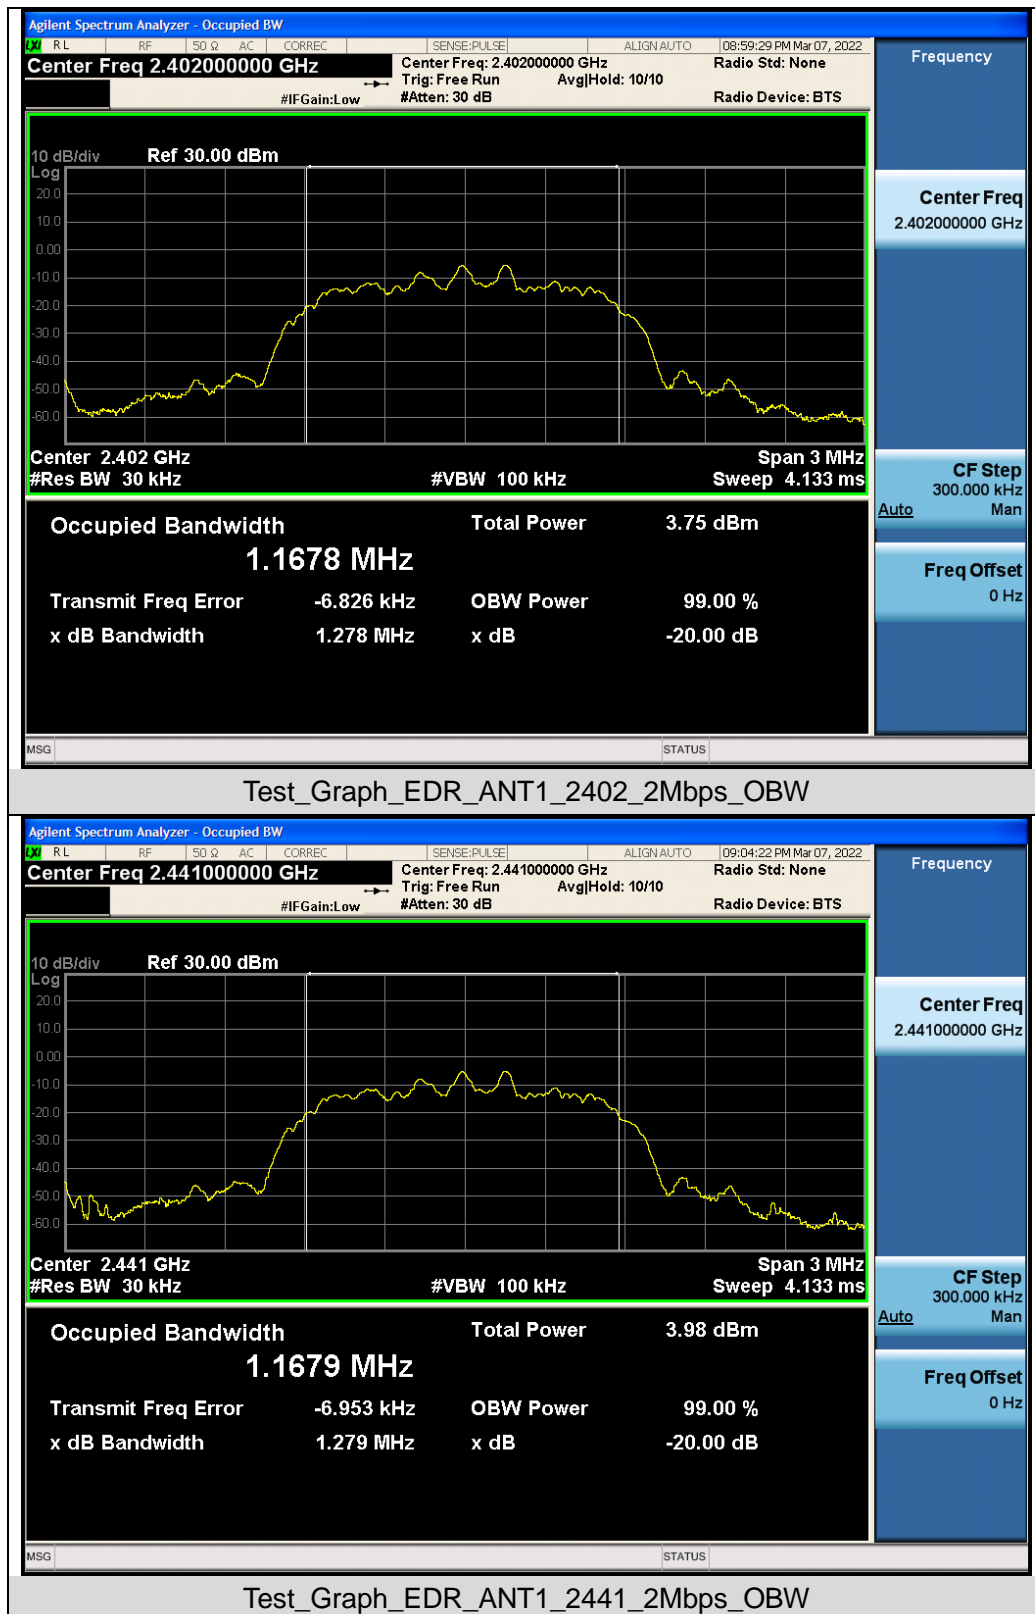 Agilent Spectrum Analyzer - Occupied BW
LXI RL RF 50 Ω AC CORREC SENSE:PULSE ALIGN AUTO 08:59:29 PM Mar 07, 2022
Center Freq 2.402000000 GHz
Center Freq: 2.402000000 GHz Radio Std: None
Trig: Free Run Avg|Hold: 10/10
#IFGain:Low #Atten: 30 dB Radio Device: BTS
Frequency
10 dB/div Ref 30.00 dBm
Log
20.0
10.0
0.00
-10.0
-20.0
-30.0
-40.0
-50.0
-60.0
Center 2.402 GHz Span 3 MHz
#Res BW 30 kHz #VBW 100 kHz Sweep 4.133 ms
Center Freq
2.402000000 GHz
CF Step
300.000 kHz
Auto Man
Freq Offset
0 Hz
Occupied Bandwidth Total Power 3.75 dBm
1.1678 MHz
Transmit Freq Error -6.826 kHz OBW Power 99.00 %
x dB Bandwidth 1.278 MHz x dB -20.00 dB
MSG STATUS
Test_Graph_EDR_ANT1_2402_2Mbps_OBW
Agilent Spectrum Analyzer - Occupied BW
LXI RL RF 50 Ω AC CORREC SENSE:PULSE ALIGN AUTO 09:04:22 PM Mar 07, 2022
Center Freq 2.441000000 GHz
Center Freq: 2.441000000 GHz Radio Std: None
Trig: Free Run Avg|Hold: 10/10
#IFGain:Low #Atten: 30 dB Radio Device: BTS
Frequency
10 dB/div Ref 30.00 dBm
Log
20.0
10.0
0.00
-10.0
-20.0
-30.0
-40.0
-50.0
-60.0
Center 2.441 GHz Span 3 MHz
#Res BW 30 kHz #VBW 100 kHz Sweep 4.133 ms
Center Freq
2.441000000 GHz
CF Step
300.000 kHz
Auto Man
Freq Offset
0 Hz
Occupied Bandwidth Total Power 3.98 dBm
1.1679 MHz
Transmit Freq Error -6.953 kHz OBW Power 99.00 %
x dB Bandwidth 1.279 MHz x dB -20.00 dB
MSG STATUS
Test_Graph_EDR_ANT1_2441_2Mbps_OBW